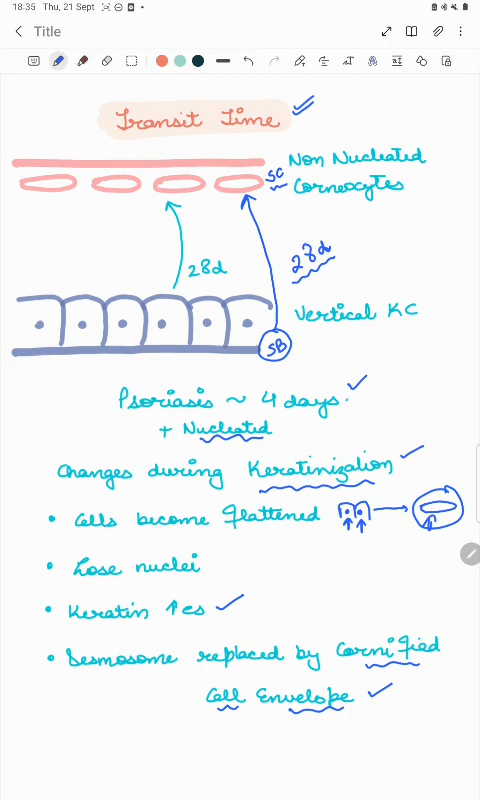 18:35 Thu, 21 Sept
Title
Transit Time
SC
Non Nucleated
Corneocytes
28d
28d
Vertical KC
SB
Psoriasis ~ 4 days.
+ Nucleated
Changes during Keratinization
• Cells become flattened
• Lose nuclei
• Keratin ↑es
• Desmosome replaced by Cornified
Cell Envelope